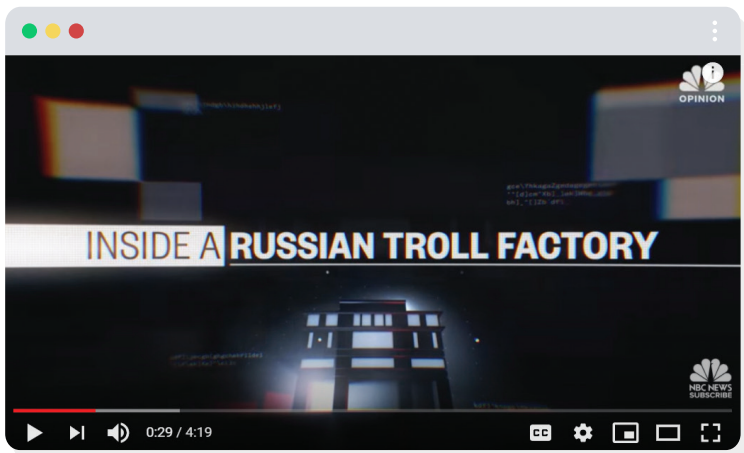 OPINION
INSIDE A RUSSIAN TROLL FACTORY
NBC NEWS
SUBSCRIBE
0:29 / 4:19
CC